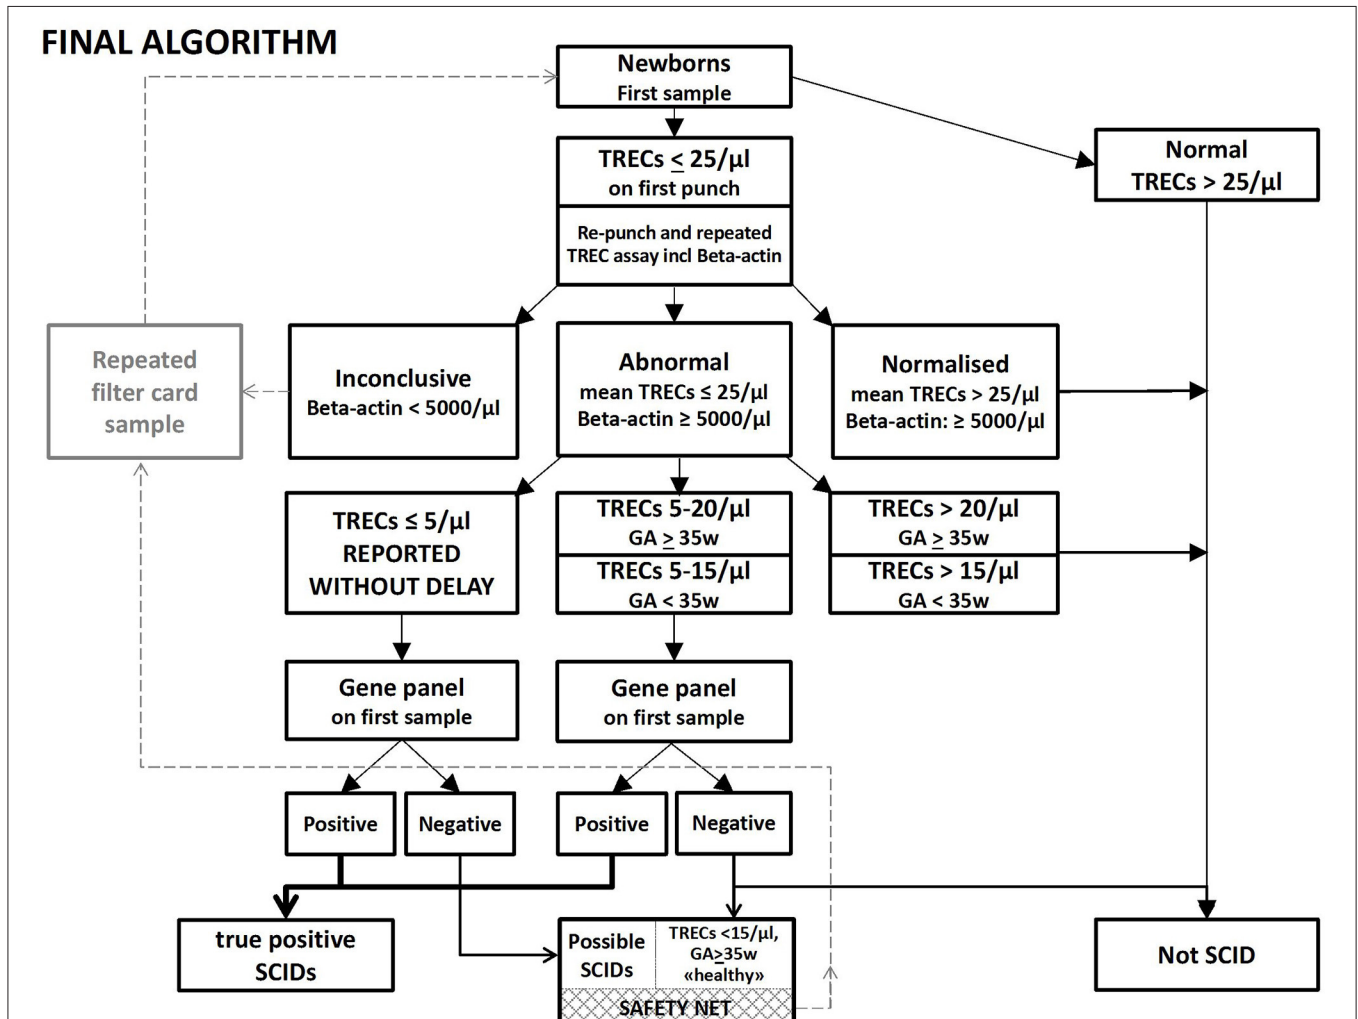 FINAL ALGORITHM
Newborns
First sample
Normal
TRECs > 25/µl
TRECs ≤ 25/µl
on first punch
Re-punch and repeated
TREC assay incl Beta-actin
Repeated
filter card
sample
Inconclusive
Beta-actin < 5000/µl
Abnormal
mean TRECs ≤ 25/µl
Beta-actin ≥ 5000/µl
Normalised
mean TRECs > 25/µl
Beta-actin: ≥ 5000/µl
TRECs ≤ 5/µl
REPORTED
WITHOUT DELAY
TRECs 5-20/µl
GA ≥ 35w
TRECs 5-15/µl
GA < 35w
TRECs > 20/µl
GA ≥ 35w
TRECs > 15/µl
GA < 35w
Gene panel
on first sample
Gene panel
on first sample
Positive
Negative
Positive
Negative
true positive
SCIDs
Possible
SCIDs
TRECs <15/µl,
GA≥35w
«healthy»
SAFETY NET
Not SCID